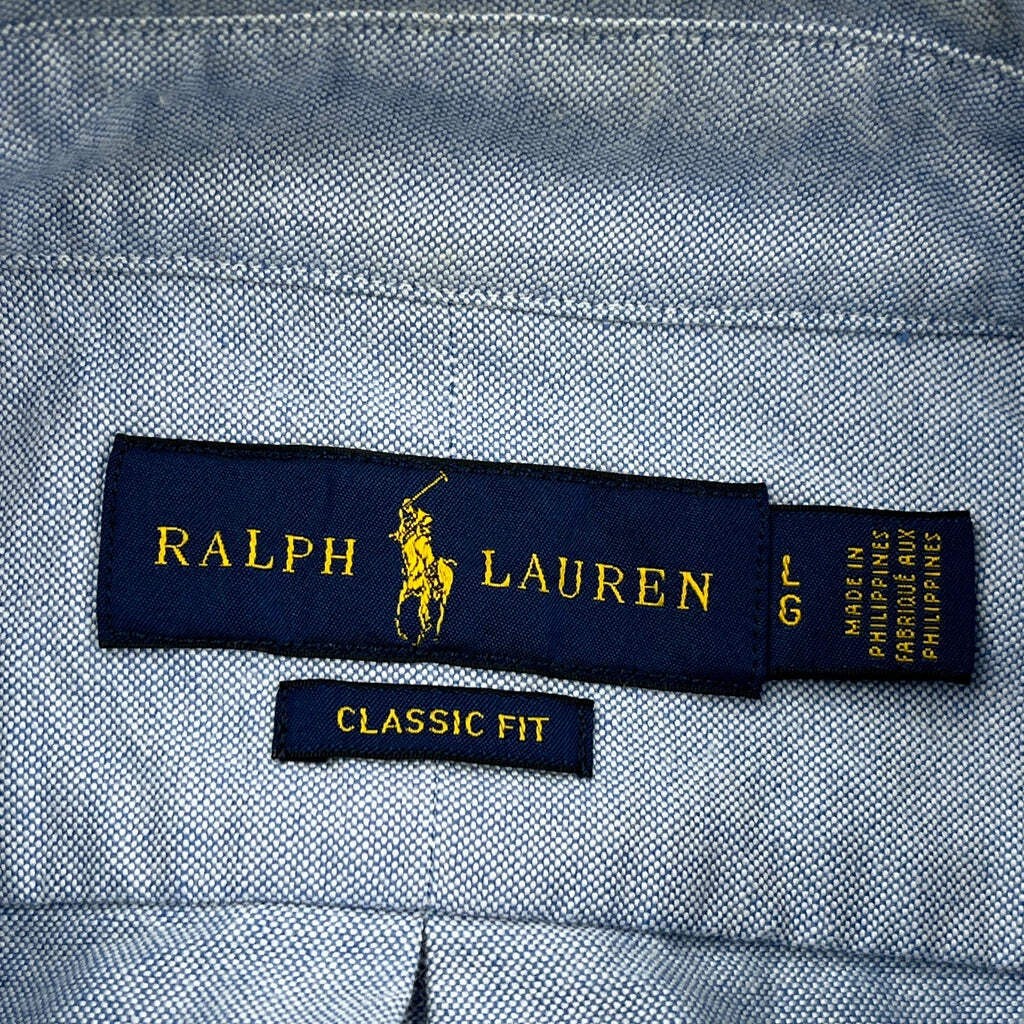 RALPH LAUREN
L
G
MADE IN
PHILIPPINES
FABRIQUÉ AUX
PHILIPPINES
CLASSIC FIT